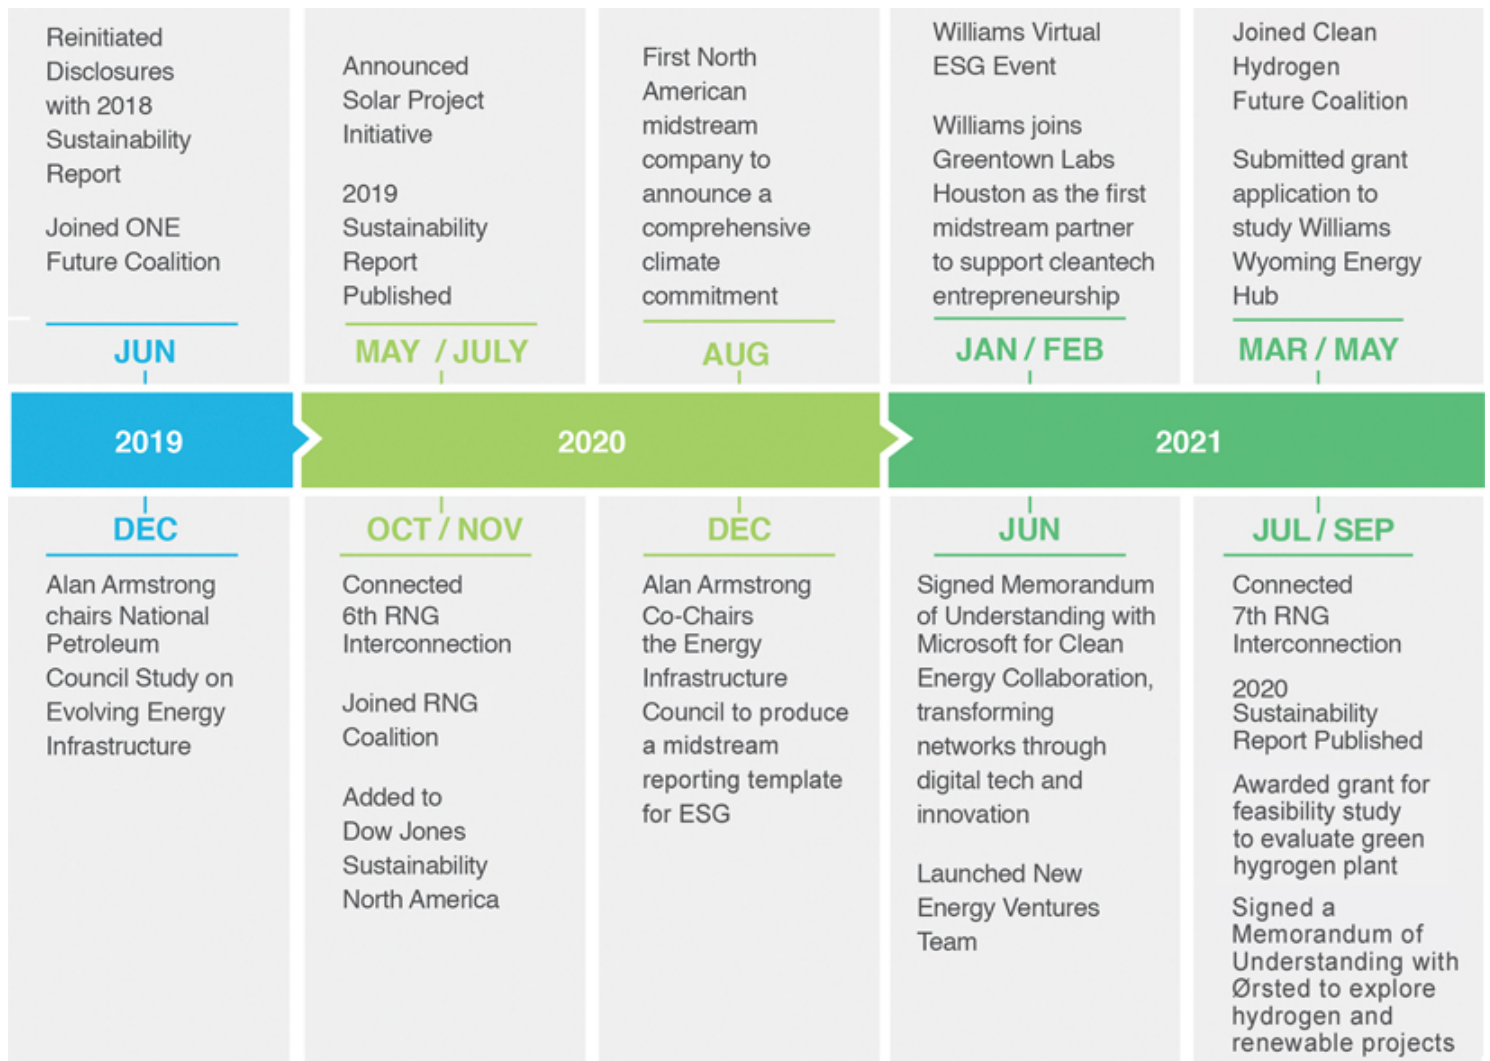 Reinitiated
Disclosures
with 2018
Sustainability
Report
Joined ONE
Future Coalition
JUN
Announced
Solar Project
Initiative
2019
Sustainability
Report
Published
MAY / JULY
First North
American
midstream
company to
announce a
comprehensive
climate
commitment
AUG
Williams Virtual
ESG Event
Williams joins
Greentown Labs
Houston as the first
midstream partner
to support cleantech
entrepreneurship
JAN / FEB
Joined Clean
Hydrogen
Future Coalition
Submitted grant
application to
study Williams
Wyoming Energy
Hub
MAR / MAY
2019
2020
2021
DEC
Alan Armstrong
chairs National
Petroleum
Council Study on
Evolving Energy
Infrastructure
OCT / NOV
Connected
6th RNG
Interconnection
Joined RNG
Coalition
Added to
Dow Jones
Sustainability
North America
DEC
Alan Armstrong
Co-Chairs
the Energy
Infrastructure
Council to produce
a midstream
reporting template
for ESG
JUN
Signed Memorandum
of Understanding with
Microsoft for Clean
Energy Collaboration,
transforming
networks through
digital tech and
innovation
Launched New
Energy Ventures
Team
JUL / SEP
Connected
7th RNG
Interconnection
2020
Sustainability
Report Published
Awarded grant for
feasibility study
to evaluate green
hygrogen plant
Signed a
Memorandum of
Understanding with
Ørsted to explore
hydrogen and
renewable projects